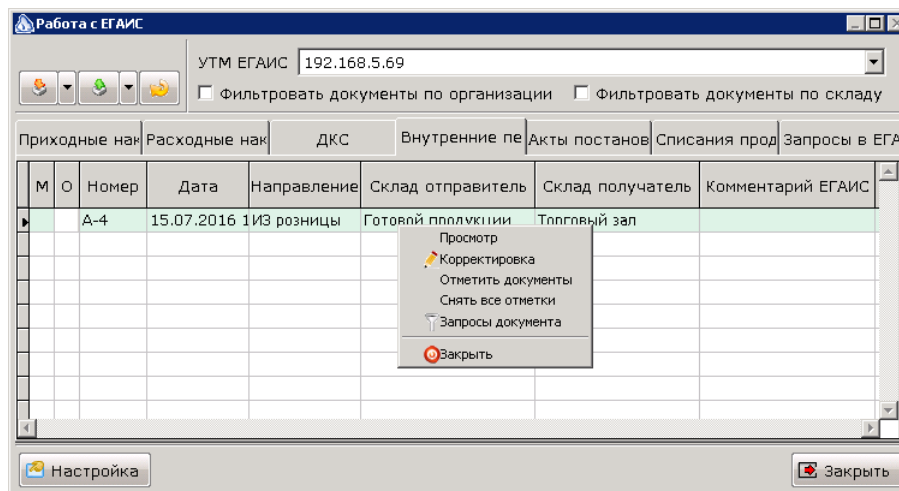 Работа с ЕГАИС
УТМ ЕГАИС 192.168.5.69
Фильтровать документы по организации Фильтровать документы по складу
Приходные нак Расходные нак ДКС Внутренние пе Акты постанов Списания прод Запросы в ЕГА
М О Номер Дата Направление Склад отправитель Склад получатель Комментарий ЕГАИС
А-4 15.07.2016 1 ИЗ розницы Готовой продукции Торговый зал
Просмотр
Корректировка
Отметить документы
Снять все отметки
Запросы документа
Закрыть
Настройка Закрыть